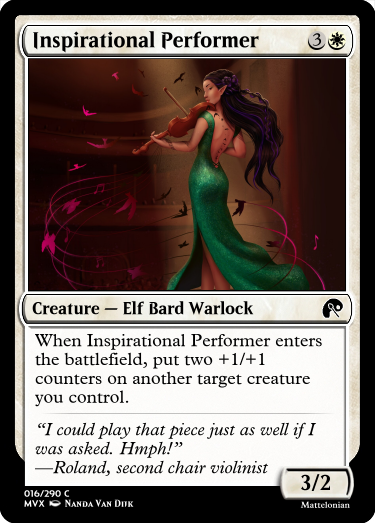 Inspirational Performer 3
Creature — Elf Bard Warlock
When Inspirational Performer enters
the battlefield, put two +1/+1
counters on another target creature
you control.
“I could play that piece just as well if I
was asked. Hmph!”
—Roland, second chair violinist
3/2
016/290 C
MVX Nanda Van Dijk
Mattelonian